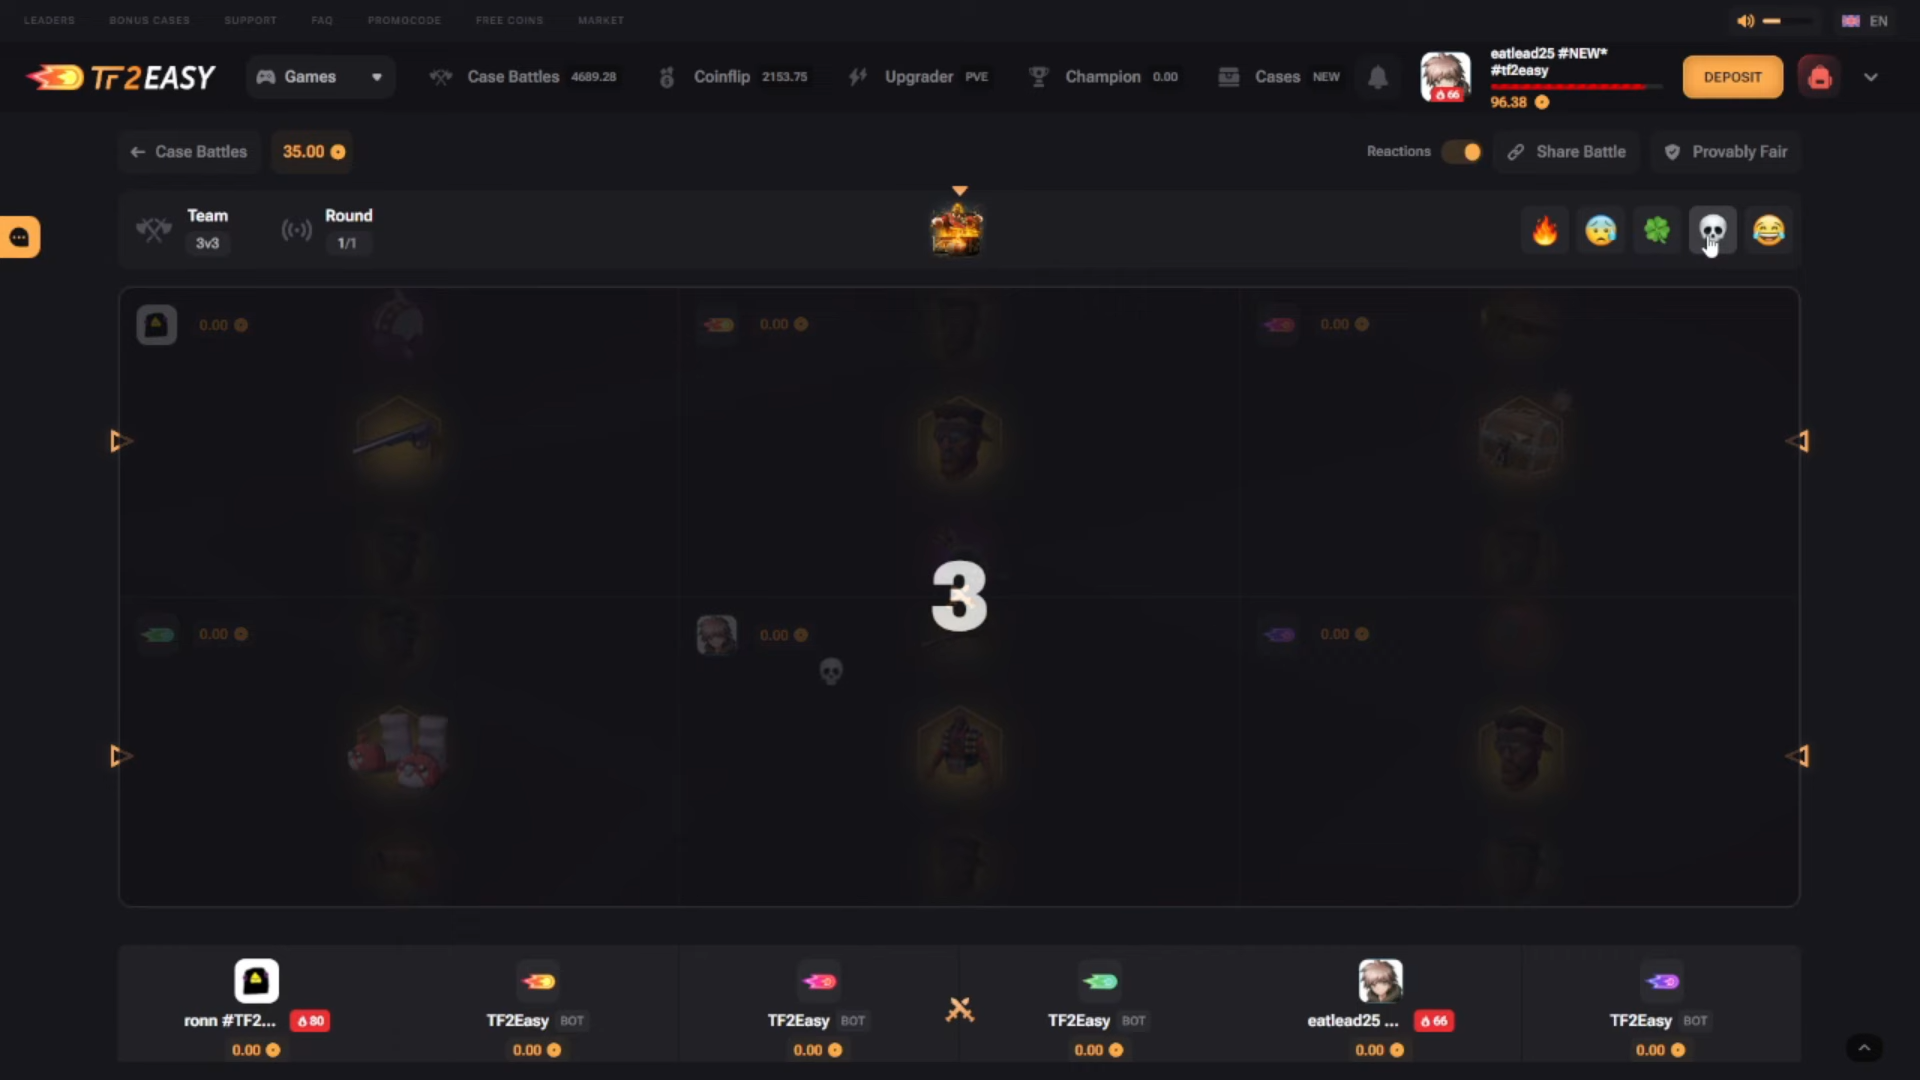 LEADERS BONUS CASES SUPPORT FAQ PROMOCODE FREE COINS MARKET EN
TF2EASY Games Case Battles 4689.28 Coinflip 2153.75 Upgrader PVE Champion 0.00 Cases NEW
eatlead25 #NEW*
#tf2easy
66
96.38
DEPOSIT
Case Battles 35.00 Reactions Share Battle Provably Fair
Team Round
3v3 1/1
0.00 0.00 0.00
3
0.00 0.00 0.00
ronn #TF2... 80 TF2Easy BOT TF2Easy BOT TF2Easy BOT eatlead25 ... 66 TF2Easy BOT
0.00 0.00 0.00 0.00 0.00 0.00